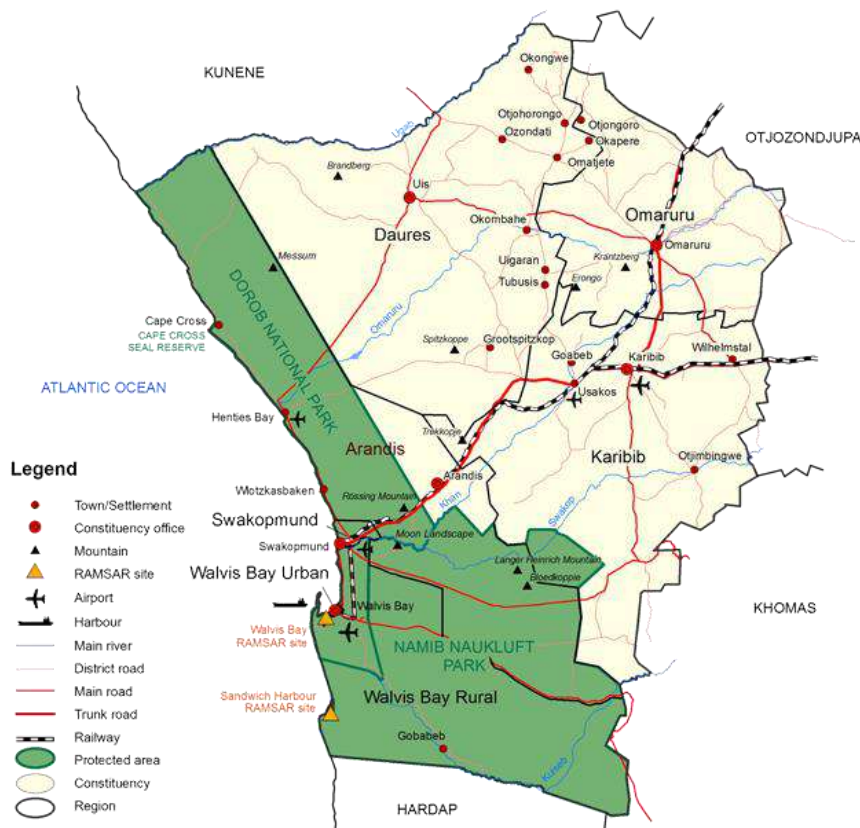 KUNENE
Okongwe
Otjohorongo
Otjongoro
Ozondati
Okapere
OTJOZONDJUPA
Omatjete
Ugab
Brandberg
Uis
Okombahe
Omaruru
Daures
Omaruru
Messum
Uigaran
Krantzberg
Tubusis
Erongo
DOROB NATIONAL PARK
Omaruru
Cape Cross
CAPE CROSS
SEAL RESERVE
Spitzkoppe
Grootspitzkop
Wilhelmstal
Goabeb
Karibib
ATLANTIC OCEAN
Usakos
Henties Bay
Trekkopje
Arandis
Karibib
Otjimbingwe
Legend
Arandis
Wlotzkasbaken
Rössing Mountain
Khan
Swakop
Town/Settlement
Swakopmund
Constituency office
Swakopmund
Moon Landscape
Mountain
Langer Heinrich Mountain
RAMSAR site
Walvis Bay Urban
Bloedkoppie
Airport
Walvis Bay
KHOMAS
Harbour
Walvis Bay
RAMSAR site
NAMIB NAUKLUFT
PARK
Main river
District road
Main road
Sandwich Harbour
RAMSAR site
Walvis Bay Rural
Trunk road
Railway
Gobabeb
Kuiseb
Protected area
Constituency
Region
HARDAP